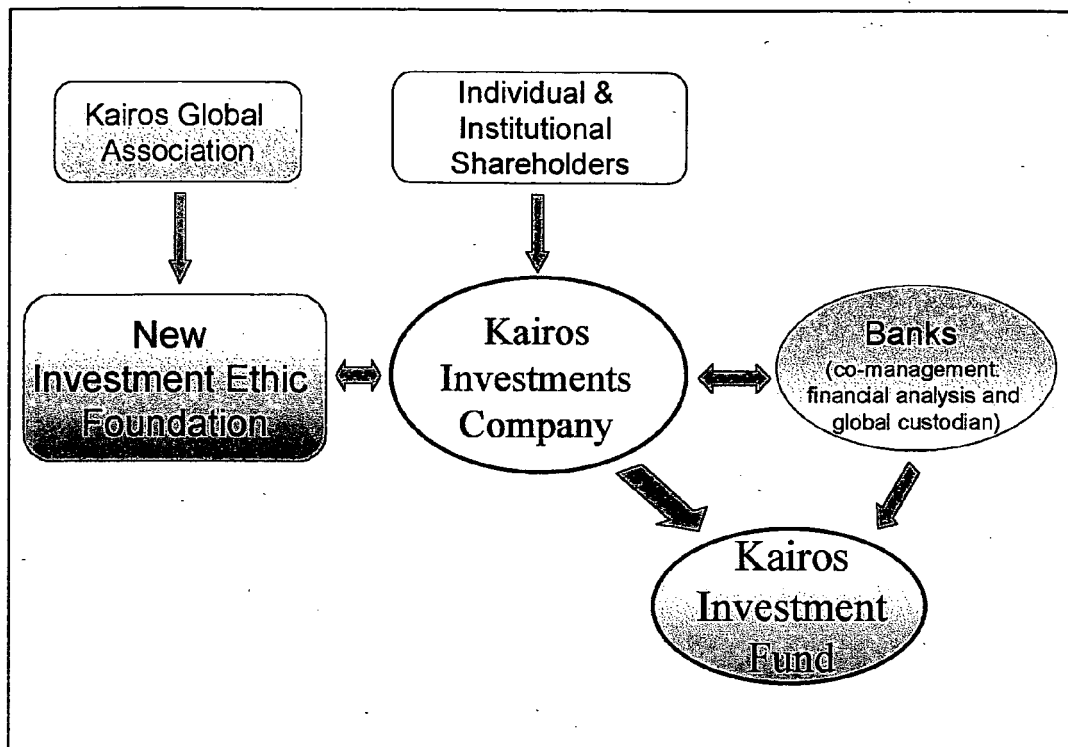 Kairos Global
Association
Individual &
Institutional
Shareholders
New
Investment Ethic
Foundation
Kairos
Investments
Company
Banks
(co-management:
financial analysis and
global custodian)
Kairos
Investment
Fund